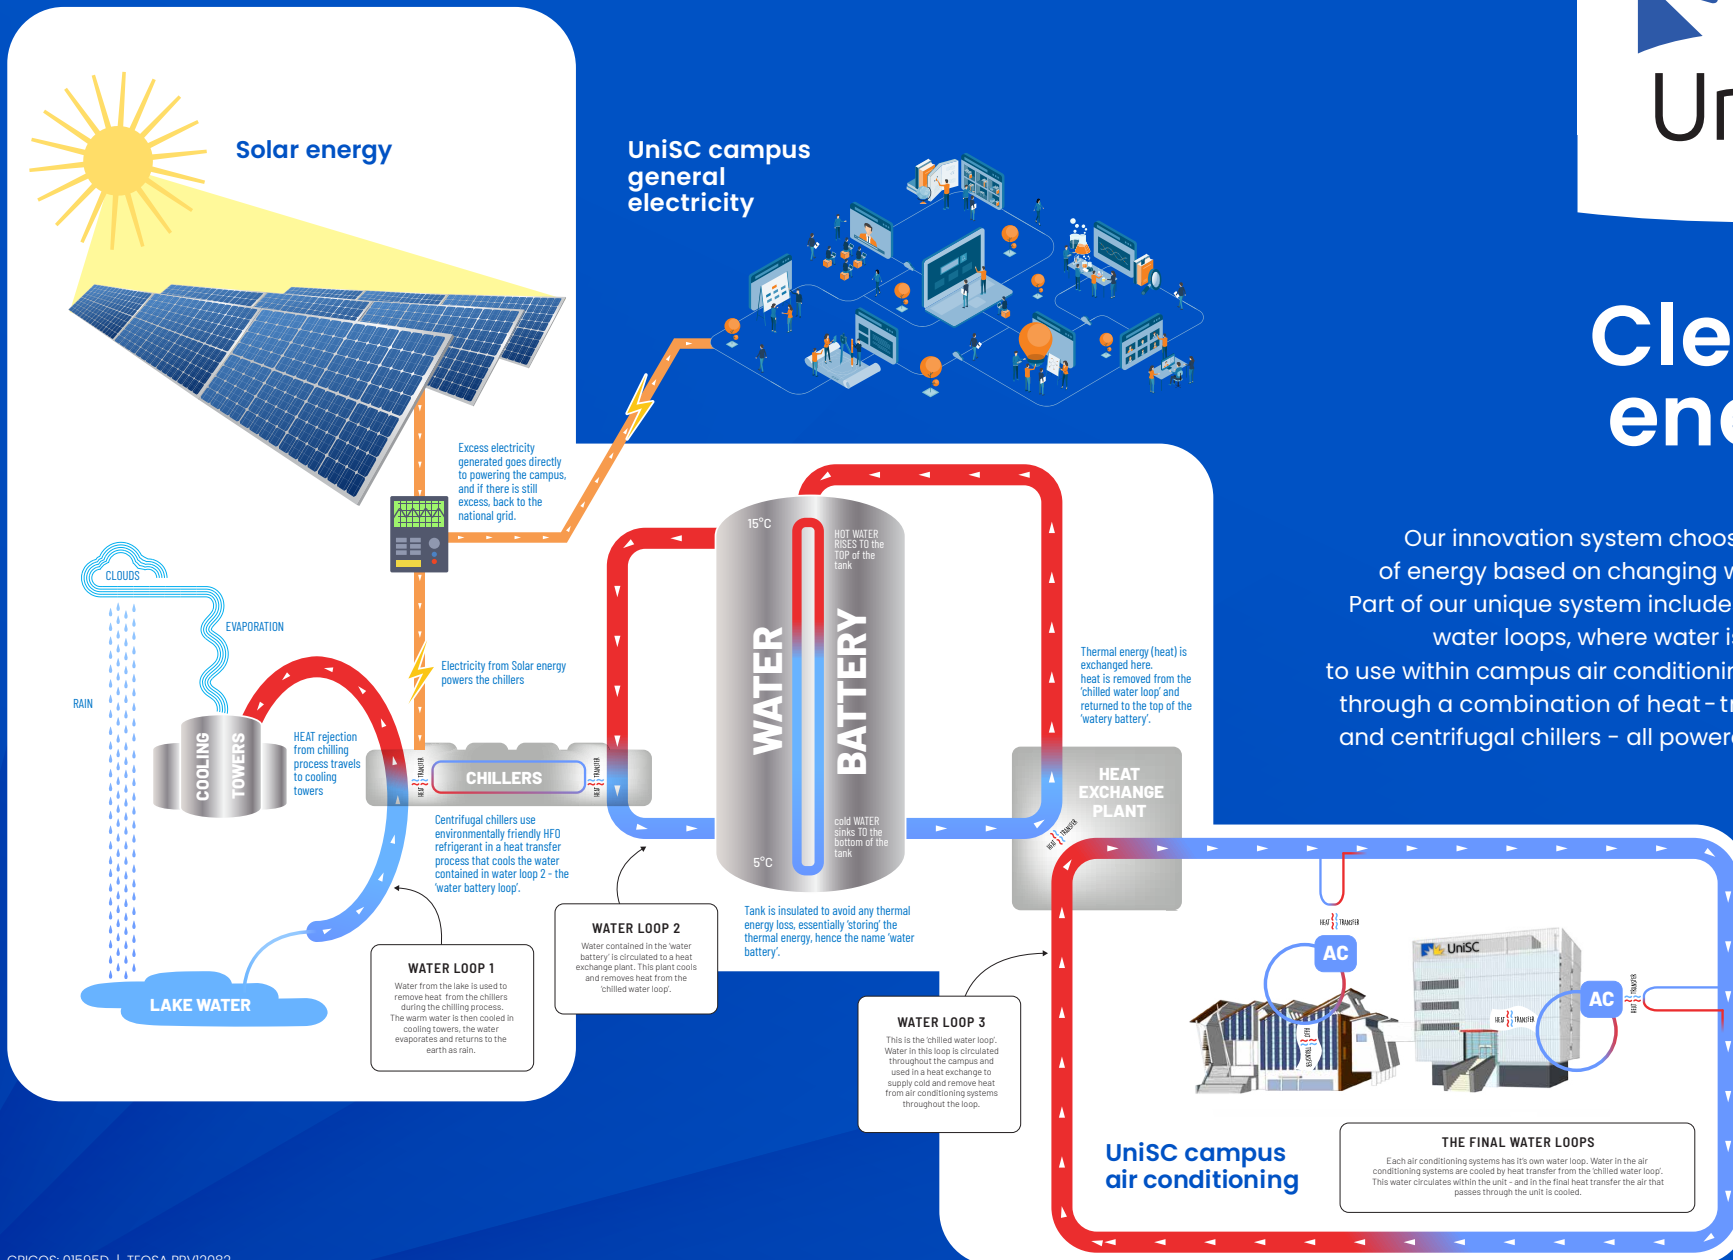 Solar energy
UniSC campus
general
electricity
Excess electricity
generated goes directly
to powering the campus,
and if there is still
excess, back to the
national grid.
CLOUDS
EVAPORATION
RAIN
Electricity from Solar energy
powers the chillers
COOLING
TOWERS
HEAT rejection
from chilling
process travels
to cooling
towers
HEAT TRANSFER
CHILLERS
HEAT TRANSFER
Centrifugal chillers use
environmentally friendly HFO
refrigerant in a heat transfer
process that cools the water
contained in water loop 2 - the
‘water battery loop’.
LAKE WATER
WATER LOOP 1
Water from the lake is used to
remove heat from the chillers
during the chilling process.
The warm water is then cooled in
cooling towers, the water
evaporates and returns to the
earth as rain.
WATER LOOP 2
Water contained in the ‘water
battery’ is circulated to a heat
exchange plant. This plant cools
and removes heat from the
‘chilled water loop’.
15°C
HOT WATER
RISES TO the
TOP of the
tank
WATER
BATTERY
cold WATER
sinks TO the
bottom of the
tank
5°C
Tank is insulated to avoid any thermal
energy loss, essentially ‘storing’ the
thermal energy, hence the name ‘water
battery’.
Thermal energy (heat) is
exchanged here.
heat is removed from the
‘chilled water loop’ and
returned to the top of the
‘watery battery’.
HEAT
EXCHANGE
PLANT
HEAT TRANSFER
WATER LOOP 3
This is the ‘chilled water loop’.
Water in this loop is circulated
throughout the campus and
used in a heat exchange to
supply cold and remove heat
from air conditioning systems
throughout the loop.
HEAT TRANSFER
AC
HEAT TRANSFER
UniSC
AC
HEAT TRANSFER
HEAT TRANSFER
UniSC campus
air conditioning
THE FINAL WATER LOOPS
Each air conditioning systems has it’s own water loop. Water in the air
conditioning systems are cooled by heat transfer from the ‘chilled water loop’.
This water circulates within the unit - and in the final heat transfer the air that
passes through the unit is cooled.
Our innovation system
of energy based on changing
Part of our unique system
water loops, where water
to use within campus air
through a combination of
and centrifugal chillers - all